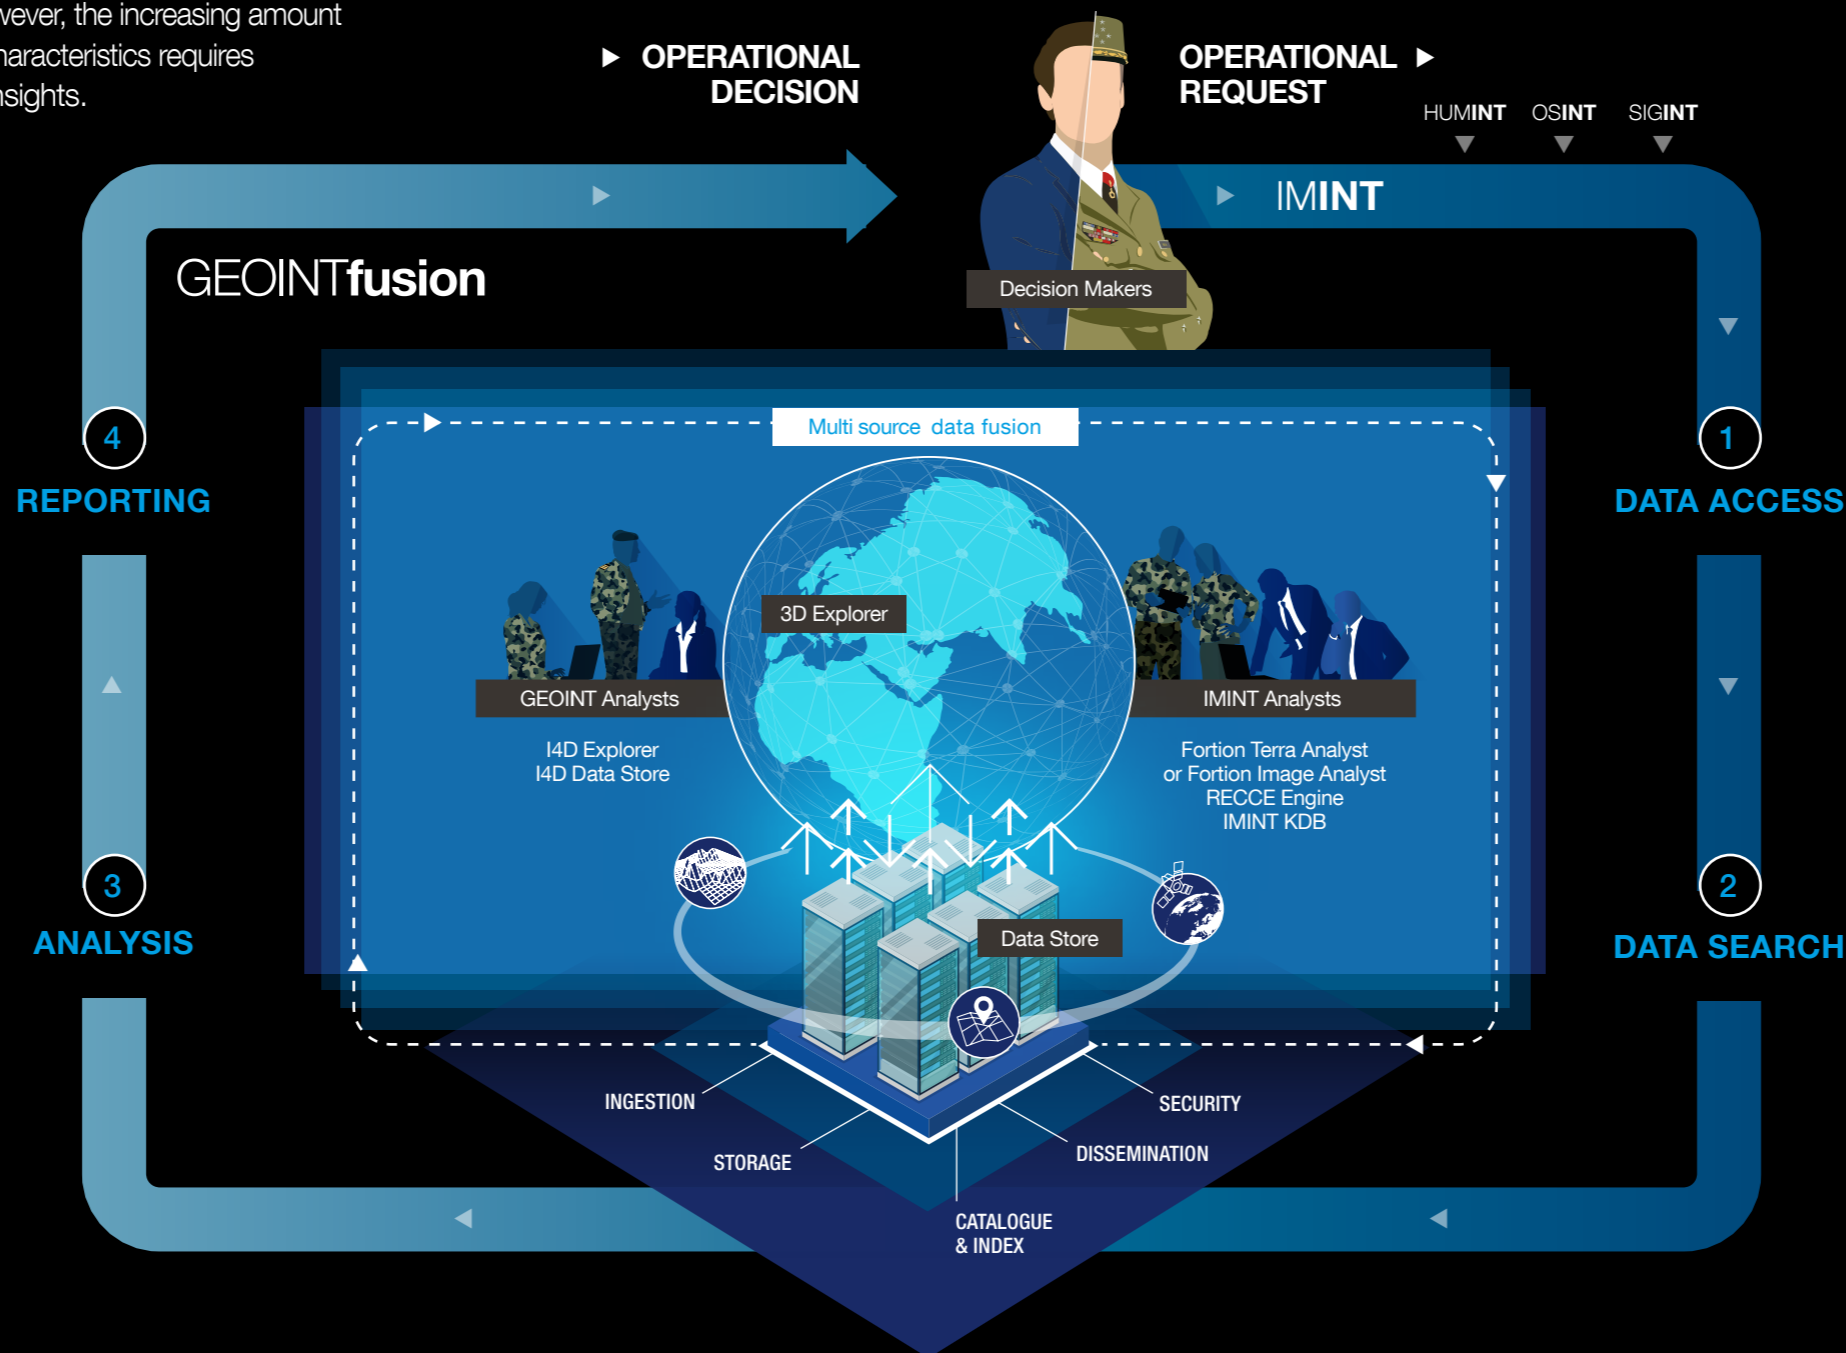 wever, the increasing amount
haracteristics requires
nsights.
OPERATIONAL
DECISION
OPERATIONAL
REQUEST
HUMINT OSINT SIGINT
IMINT
GEOINTfusion
Decision Makers
Multi source data fusion
4
REPORTING
1
DATA ACCESS
3D Explorer
GEOINT Analysts
I4D Explorer
I4D Data Store
IMINT Analysts
Fortion Terra Analyst
or Fortion Image Analyst
RECCE Engine
IMINT KDB
3
ANALYSIS
2
DATA SEARCH
Data Store
INGESTION
STORAGE
CATALOGUE
& INDEX
DISSEMINATION
SECURITY